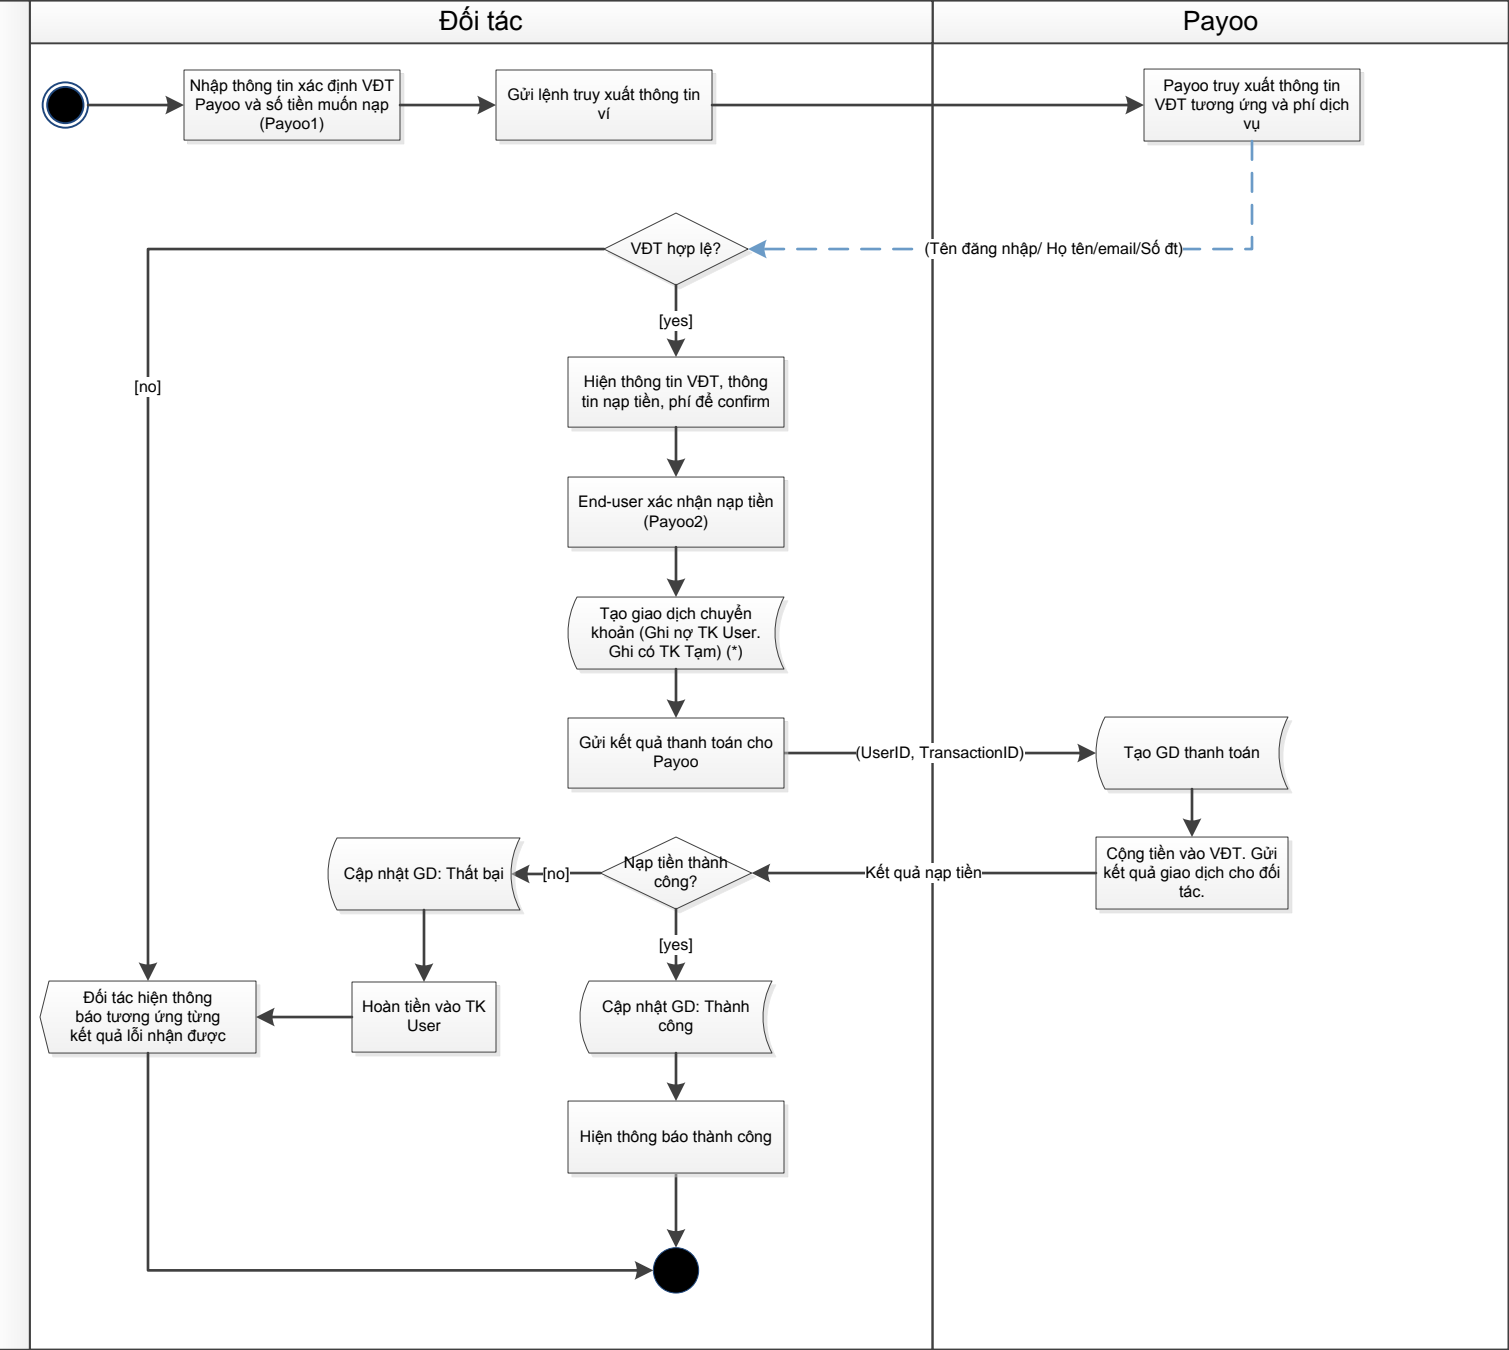 Đối tác
Payoo
Nhập thông tin xác định VĐT
Payoo và số tiền muốn nạp
(Payoo1)
Gửi lệnh truy xuất thông tin
ví
Payoo truy xuất thông tin
VĐT tương ứng và phí dịch
vụ
VĐT hợp lệ?
(Tên đăng nhập/ Họ tên/email/Số đt)
[yes]
[no]
Hiện thông tin VĐT, thông
tin nạp tiền, phí để confirm
End-user xác nhận nạp tiền
(Payoo2)
Tạo giao dịch chuyển
khoản (Ghi nợ TK User.
Ghi có TK Tạm) (*)
Gửi kết quả thanh toán cho
Payoo
(UserID, TransactionID)
Tạo GD thanh toán
Cập nhật GD: Thất bại
[no]
Nạp tiền thành
công?
Kết quả nạp tiền
Cộng tiền vào VĐT. Gửi
kết quả giao dịch cho đối
tác.
[yes]
Đối tác hiện thông
báo tương ứng từng
kết quả lỗi nhận được
Hoàn tiền vào TK
User
Cập nhật GD: Thành
công
Hiện thông báo thành công